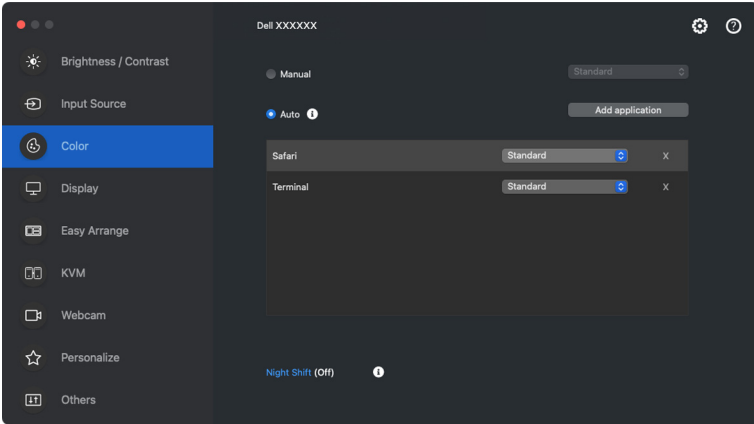 Dell XXXXXX
Brightness / Contrast
Input Source
Color
Display
Easy Arrange
KVM
Webcam
Personalize
Others
Manual
Standard
Auto
Add application
Safari Standard X
Terminal Standard X
Night Shift (Off)